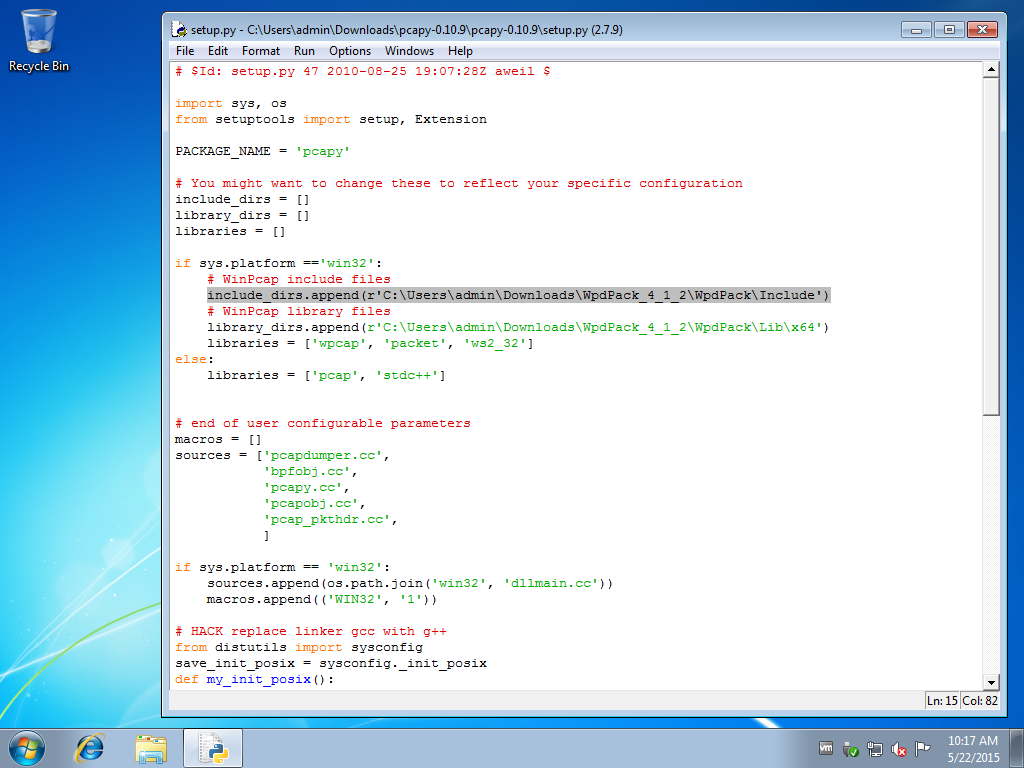 Recycle Bin
setup.py - C:\Users\admin\Downloads\pcapy-0.10.9\pcapy-0.10.9\setup.py (2.7.9)
File Edit Format Run Options Windows Help
# $Id: setup.py 47 2010-08-25 19:07:28Z aweil $
import sys, os
from setuptools import setup, Extension
PACKAGE_NAME = 'pcapy'
# You might want to change these to reflect your specific configuration
include_dirs = []
library_dirs = []
libraries = []
if sys.platform =='win32':
    # WinPcap include files
    include_dirs.append(r'C:\Users\admin\Downloads\WpdPack_4_1_2\WpdPack\Include')
    # WinPcap library files
    library_dirs.append(r'C:\Users\admin\Downloads\WpdPack_4_1_2\WpdPack\Lib\x64')
    libraries = ['wpcap', 'packet', 'ws2_32']
else:
    libraries = ['pcap', 'stdc++']
# end of user configurable parameters
macros = []
sources = ['pcapdumper.cc',
           'bpfobj.cc',
           'pcapy.cc',
           'pcapobj.cc',
           'pcap_pkthdr.cc',
           ]
if sys.platform == 'win32':
    sources.append(os.path.join('win32', 'dllmain.cc'))
    macros.append(('WIN32', '1'))
# HACK replace linker gcc with g++
from distutils import sysconfig
save_init_posix = sysconfig._init_posix
def my_init_posix():
Ln: 15 Col: 82
10:17 AM
5/22/2015